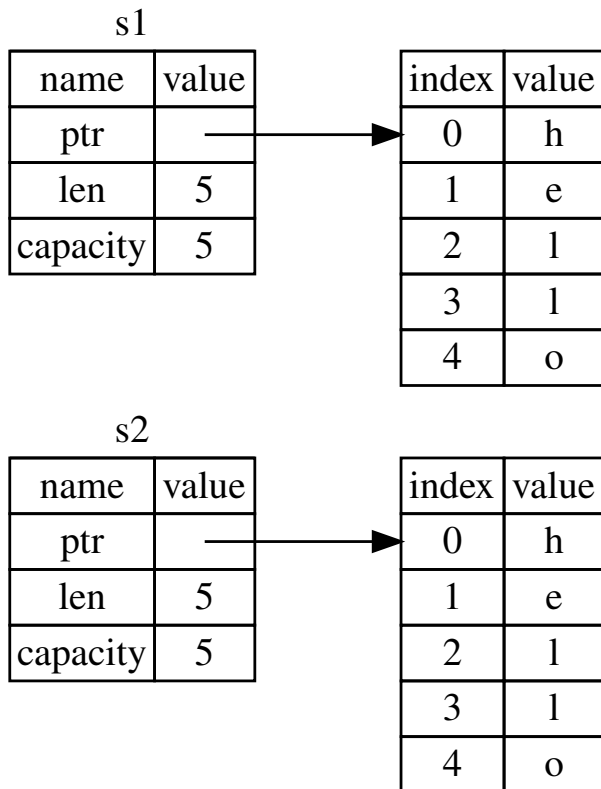 s1
name value
ptr
len 5
capacity 5
index value
0 h
1 e
2 l
3 l
4 o
s2
name value
ptr
len 5
capacity 5
index value
0 h
1 e
2 l
3 l
4 o